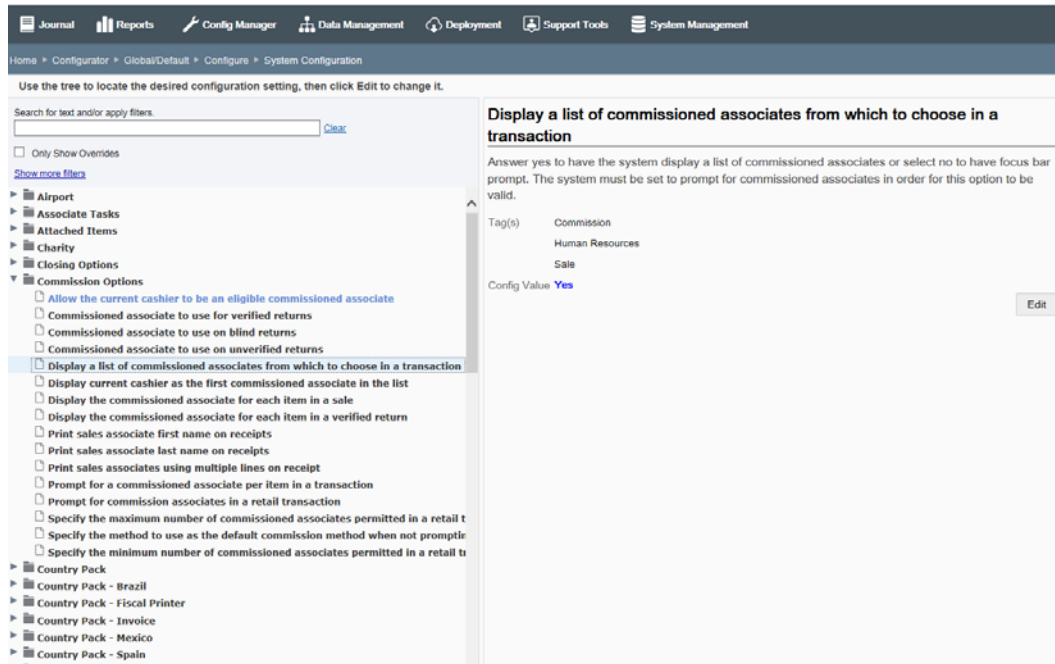 Journal Reports Config Manager Data Management Deployment Support Tools System Management
Home Configurator Global/Default Configure System Configuration
Use the tree to locate the desired configuration setting, then click Edit to change it.
Search for text and/or apply filters.
Clear
Only Show Overrides
Show more filters
Airport
Associate Tasks
Attached Items
Charity
Closing Options
Commission Options
Allow the current cashier to be an eligible commissioned associate
Commissioned associate to use for verified returns
Commissioned associate to use on blind returns
Commissioned associate to use on unverified returns
Display a list of commissioned associates from which to choose in a transaction
Display current cashier as the first commissioned associate in the list
Display the commissioned associate for each item in a sale
Display the commissioned associate for each item in a verified return
Print sales associate first name on receipts
Print sales associate last name on receipts
Print sales associates using multiple lines on receipt
Prompt for a commissioned associate per item in a transaction
Prompt for commission associates in a retail transaction
Specify the maximum number of commissioned associates permitted in a retail t
Specify the method to use as the default commission method when not promptin
Specify the minimum number of commissioned associates permitted in a retail tr
Country Pack
Country Pack - Brazil
Country Pack - Fiscal Printer
Country Pack - Invoice
Country Pack - Mexico
Country Pack - Spain
Display a list of commissioned associates from which to choose in a
transaction
Answer yes to have the system display a list of commissioned associates or select no to have focus bar
prompt. The system must be set to prompt for commissioned associates in order for this option to be
valid.
Tag(s) Commission
Human Resources
Sale
Config Value Yes
Edit